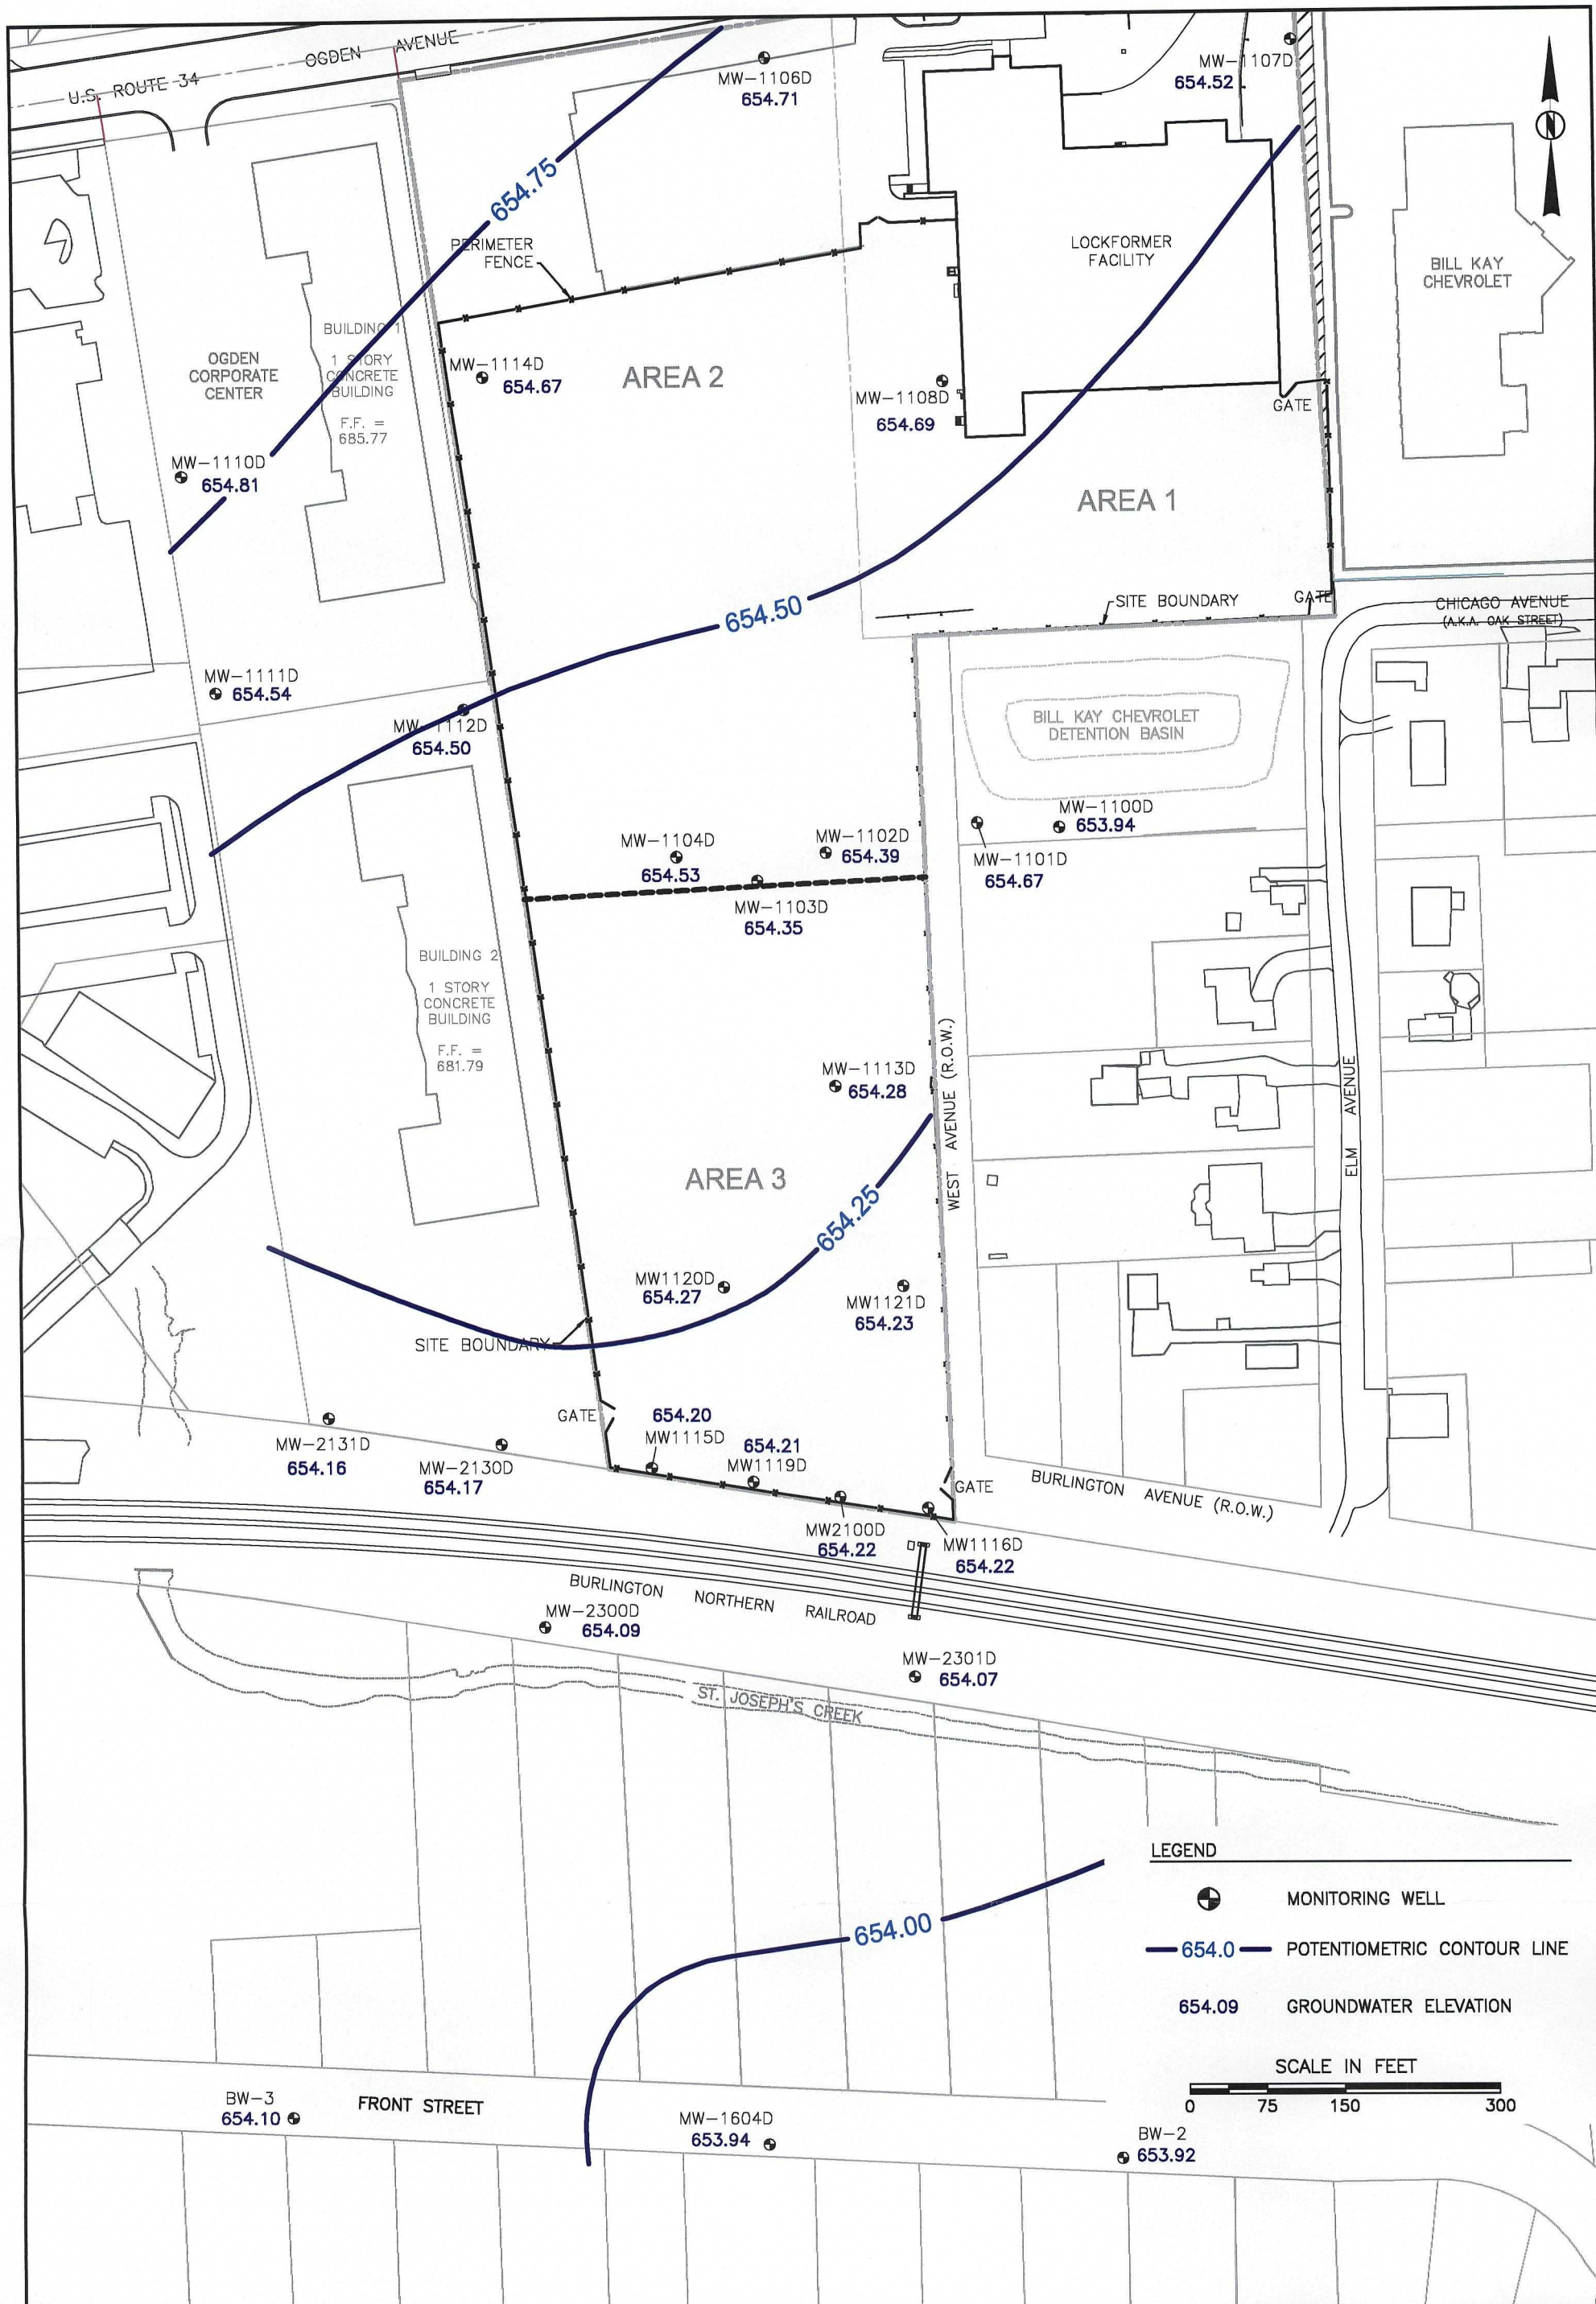 OGDEN AVENUE
U.S. ROUTE 34
MW-1106D
654.71
MW-1107D
654.52
N
654.75
PERIMETER
FENCE
LOCKFORMER
FACILITY
BILL KAY
CHEVROLET
BUILDING 1
1 STORY
CONCRETE
BUILDING
F.F. =
685.77
OGDEN
CORPORATE
CENTER
MW-1114D
654.67
AREA 2
MW-1108D
654.69
GATE
MW-1110D
654.81
AREA 1
654.50
SITE BOUNDARY
GATE
CHICAGO AVENUE
(A.K.A. OAK STREET)
MW-1111D
654.54
MW-1112D
654.50
BILL KAY CHEVROLET
DETENTION BASIN
MW-1104D
654.53
MW-1102D
654.39
MW-1100D
653.94
MW-1101D
654.67
MW-1103D
654.35
BUILDING 2
1 STORY
CONCRETE
BUILDING
F.F. =
681.79
MW-1113D
654.28
WEST AVENUE (R.O.W.)
ELM AVENUE
AREA 3
654.25
MW1120D
654.27
MW1121D
654.23
SITE BOUNDARY
GATE
654.20
MW1115D
654.21
MW1119D
MW-2131D
654.16
MW-2130D
654.17
GATE
BURLINGTON AVENUE (R.O.W.)
MW2100D
654.22
MW1116D
654.22
BURLINGTON NORTHERN RAILROAD
MW-2300D
654.09
MW-2301D
654.07
ST. JOSEPH'S CREEK
654.00
LEGEND
MONITORING WELL
654.0 POTENTIOMETRIC CONTOUR LINE
654.09 GROUNDWATER ELEVATION
SCALE IN FEET
0 75 150 300
BW-3
654.10
FRONT STREET
MW-1604D
653.94
BW-2
653.92